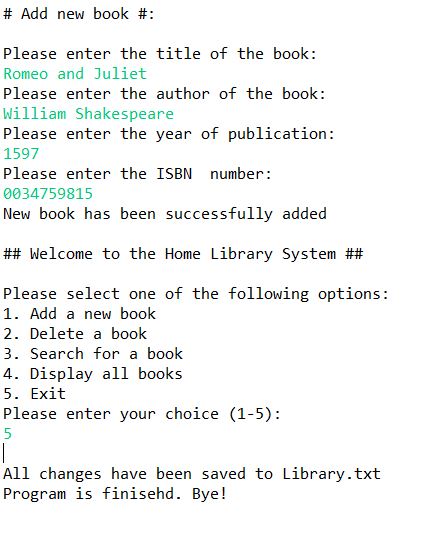 # Add new book #:
Please enter the title of the book:
Romeo and Juliet
Please enter the author of the book:
William Shakespeare
Please enter the year of publication:
1597
Please enter the ISBN  number:
0034759815
New book has been successfully added
## Welcome to the Home Library System ##
Please select one of the following options:
1. Add a new book
2. Delete a book
3. Search for a book
4. Display all books
5. Exit
Please enter your choice (1-5):
5
All changes have been saved to Library.txt
Program is finisehd. Bye!